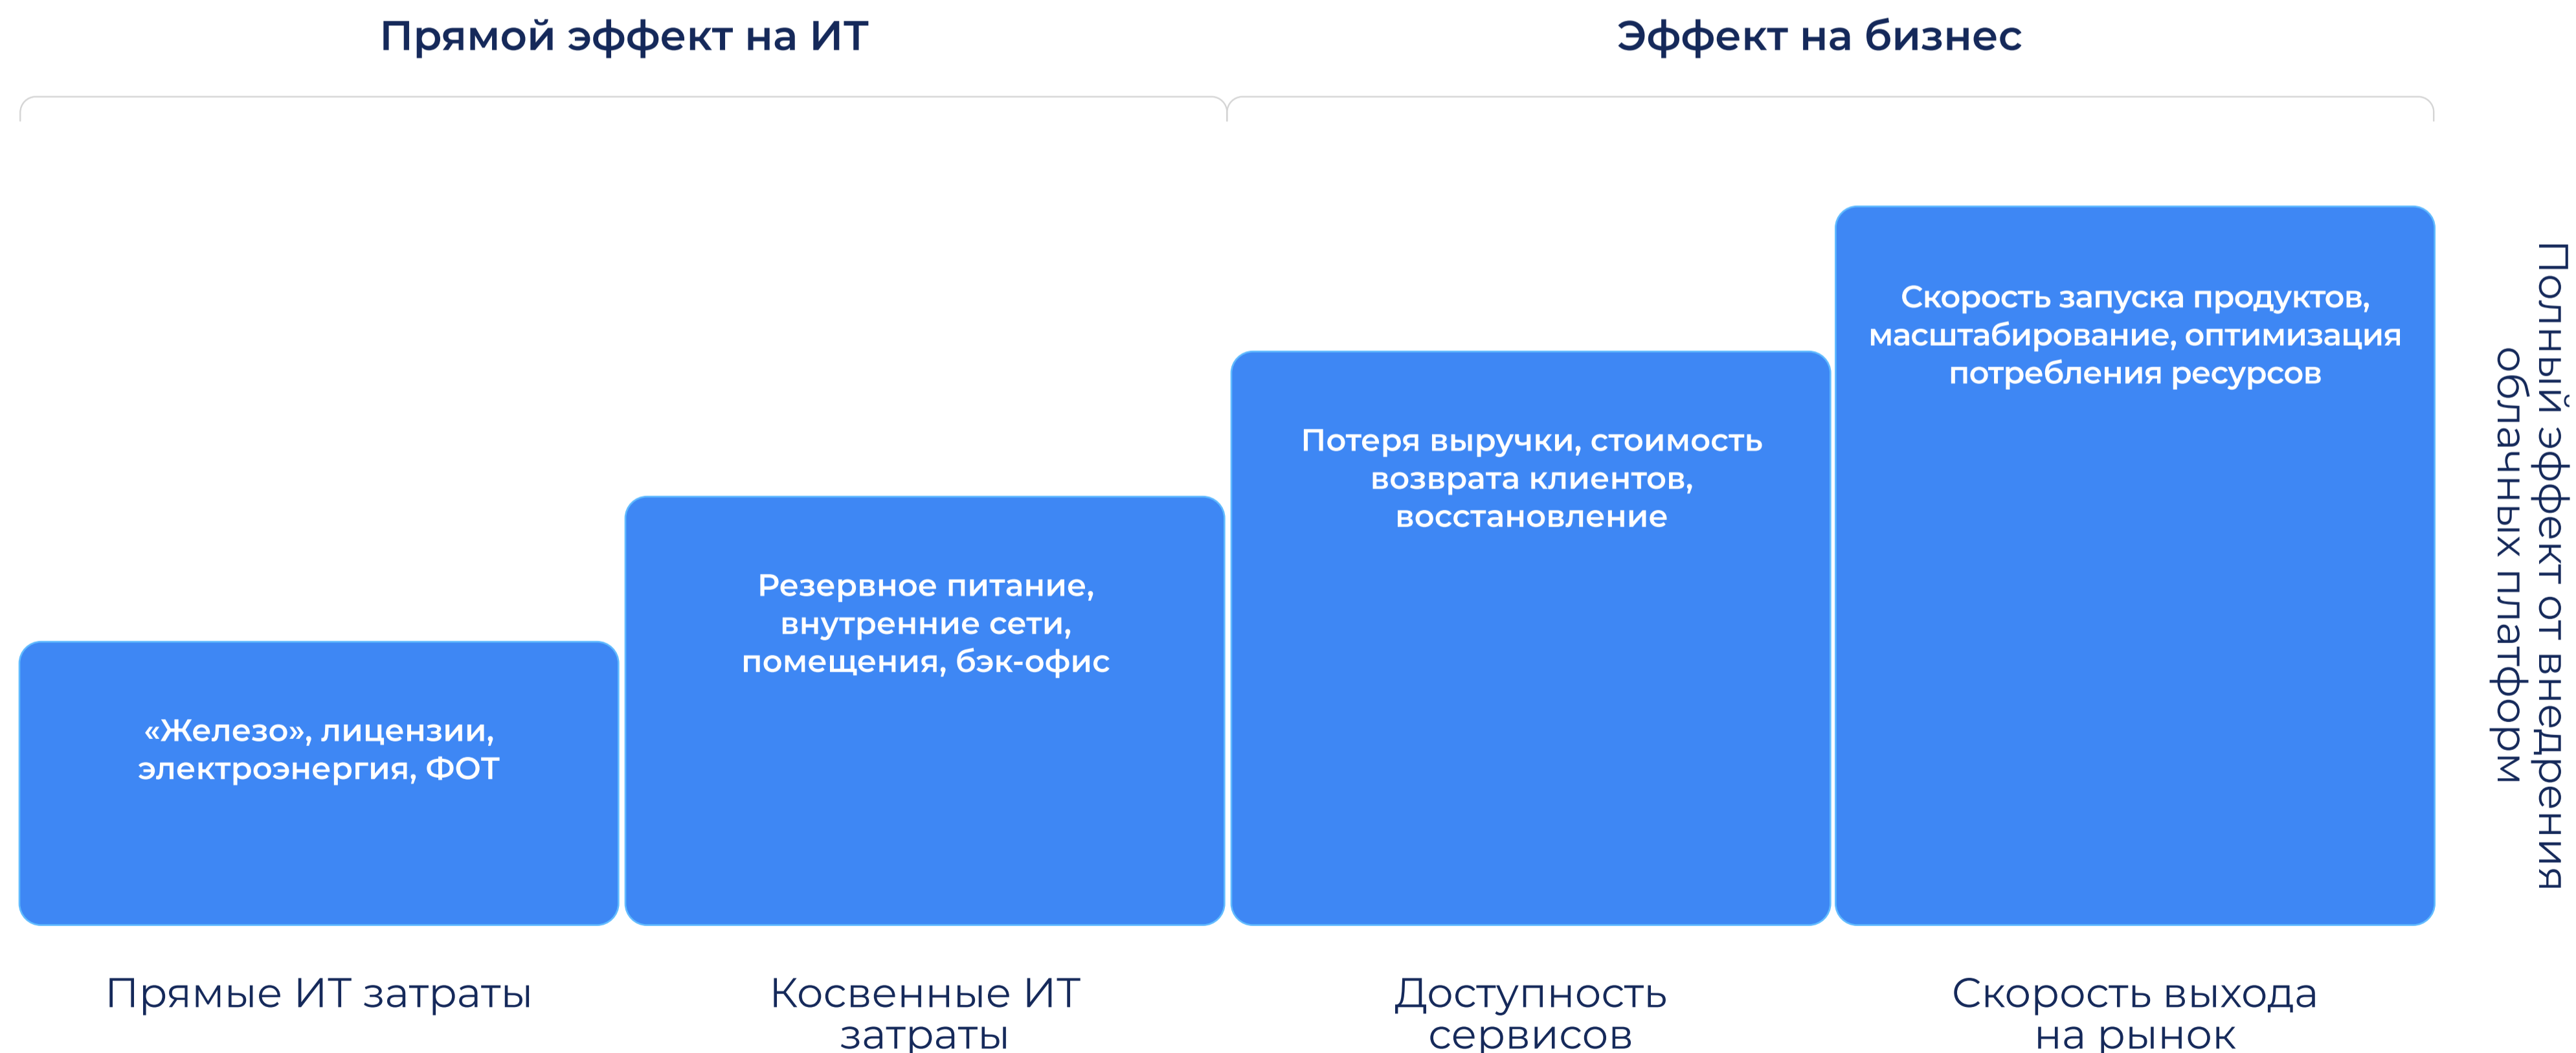 Прямой эффект на ИТ
Эффект на бизнес
«Железо», лицензии,
электроэнергия, ФОТ
Резервное питание,
внутренние сети,
помещения, бэк-офис
Потеря выручки, стоимость
возврата клиентов,
восстановление
Скорость запуска продуктов,
масштабирование, оптимизация
потребления ресурсов
Прямые ИТ затраты
Косвенные ИТ
затраты
Доступность
сервисов
Скорость выхода
на рынок
Полный эффект от внедрения
облачных платформ